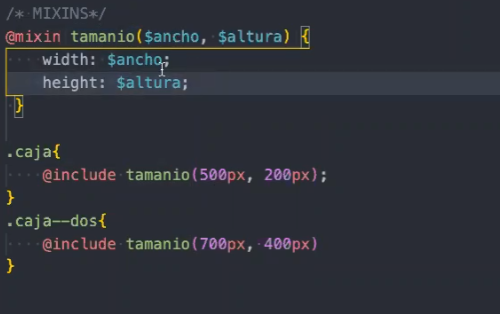 /* MIXINS*/
@mixin tamanio($ancho, $altura) {
    width: $ancho;
    height: $altura;
}
.caja{
    @include tamanio(500px, 200px);
}
.caja--dos{
    @include tamanio(700px, 400px)
}